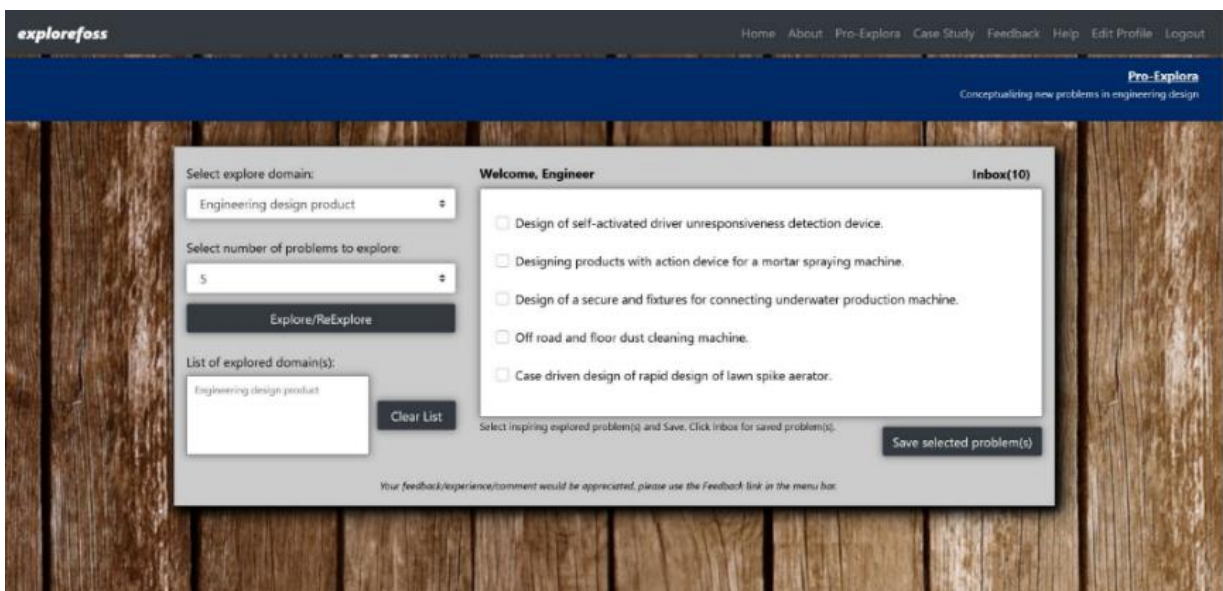 explorefoss
Home About Pro-Explora Case Study Feedback Help Edit Profile Logout
Pro-Explora
Conceptualizing new problems in engineering design
Select explore domain:
Engineering design product
Select number of problems to explore:
5
Explore/ReExplore
List of explored domain(s):
Engineering design product
Clear List
Welcome, Engineer
Inbox(10)
Design of self-activated driver unresponsiveness detection device.
Designing products with action device for a mortar spraying machine.
Design of a secure and fixtures for connecting underwater production machine.
Off road and floor dust cleaning machine.
Case driven design of rapid design of lawn spike aerator.
Select inspiring explored problem(s) and Save. Click inbox for saved problem(s).
Save selected problem(s)
Your feedback/experience/comment would be appreciated, please use the Feedback link in the menu bar.